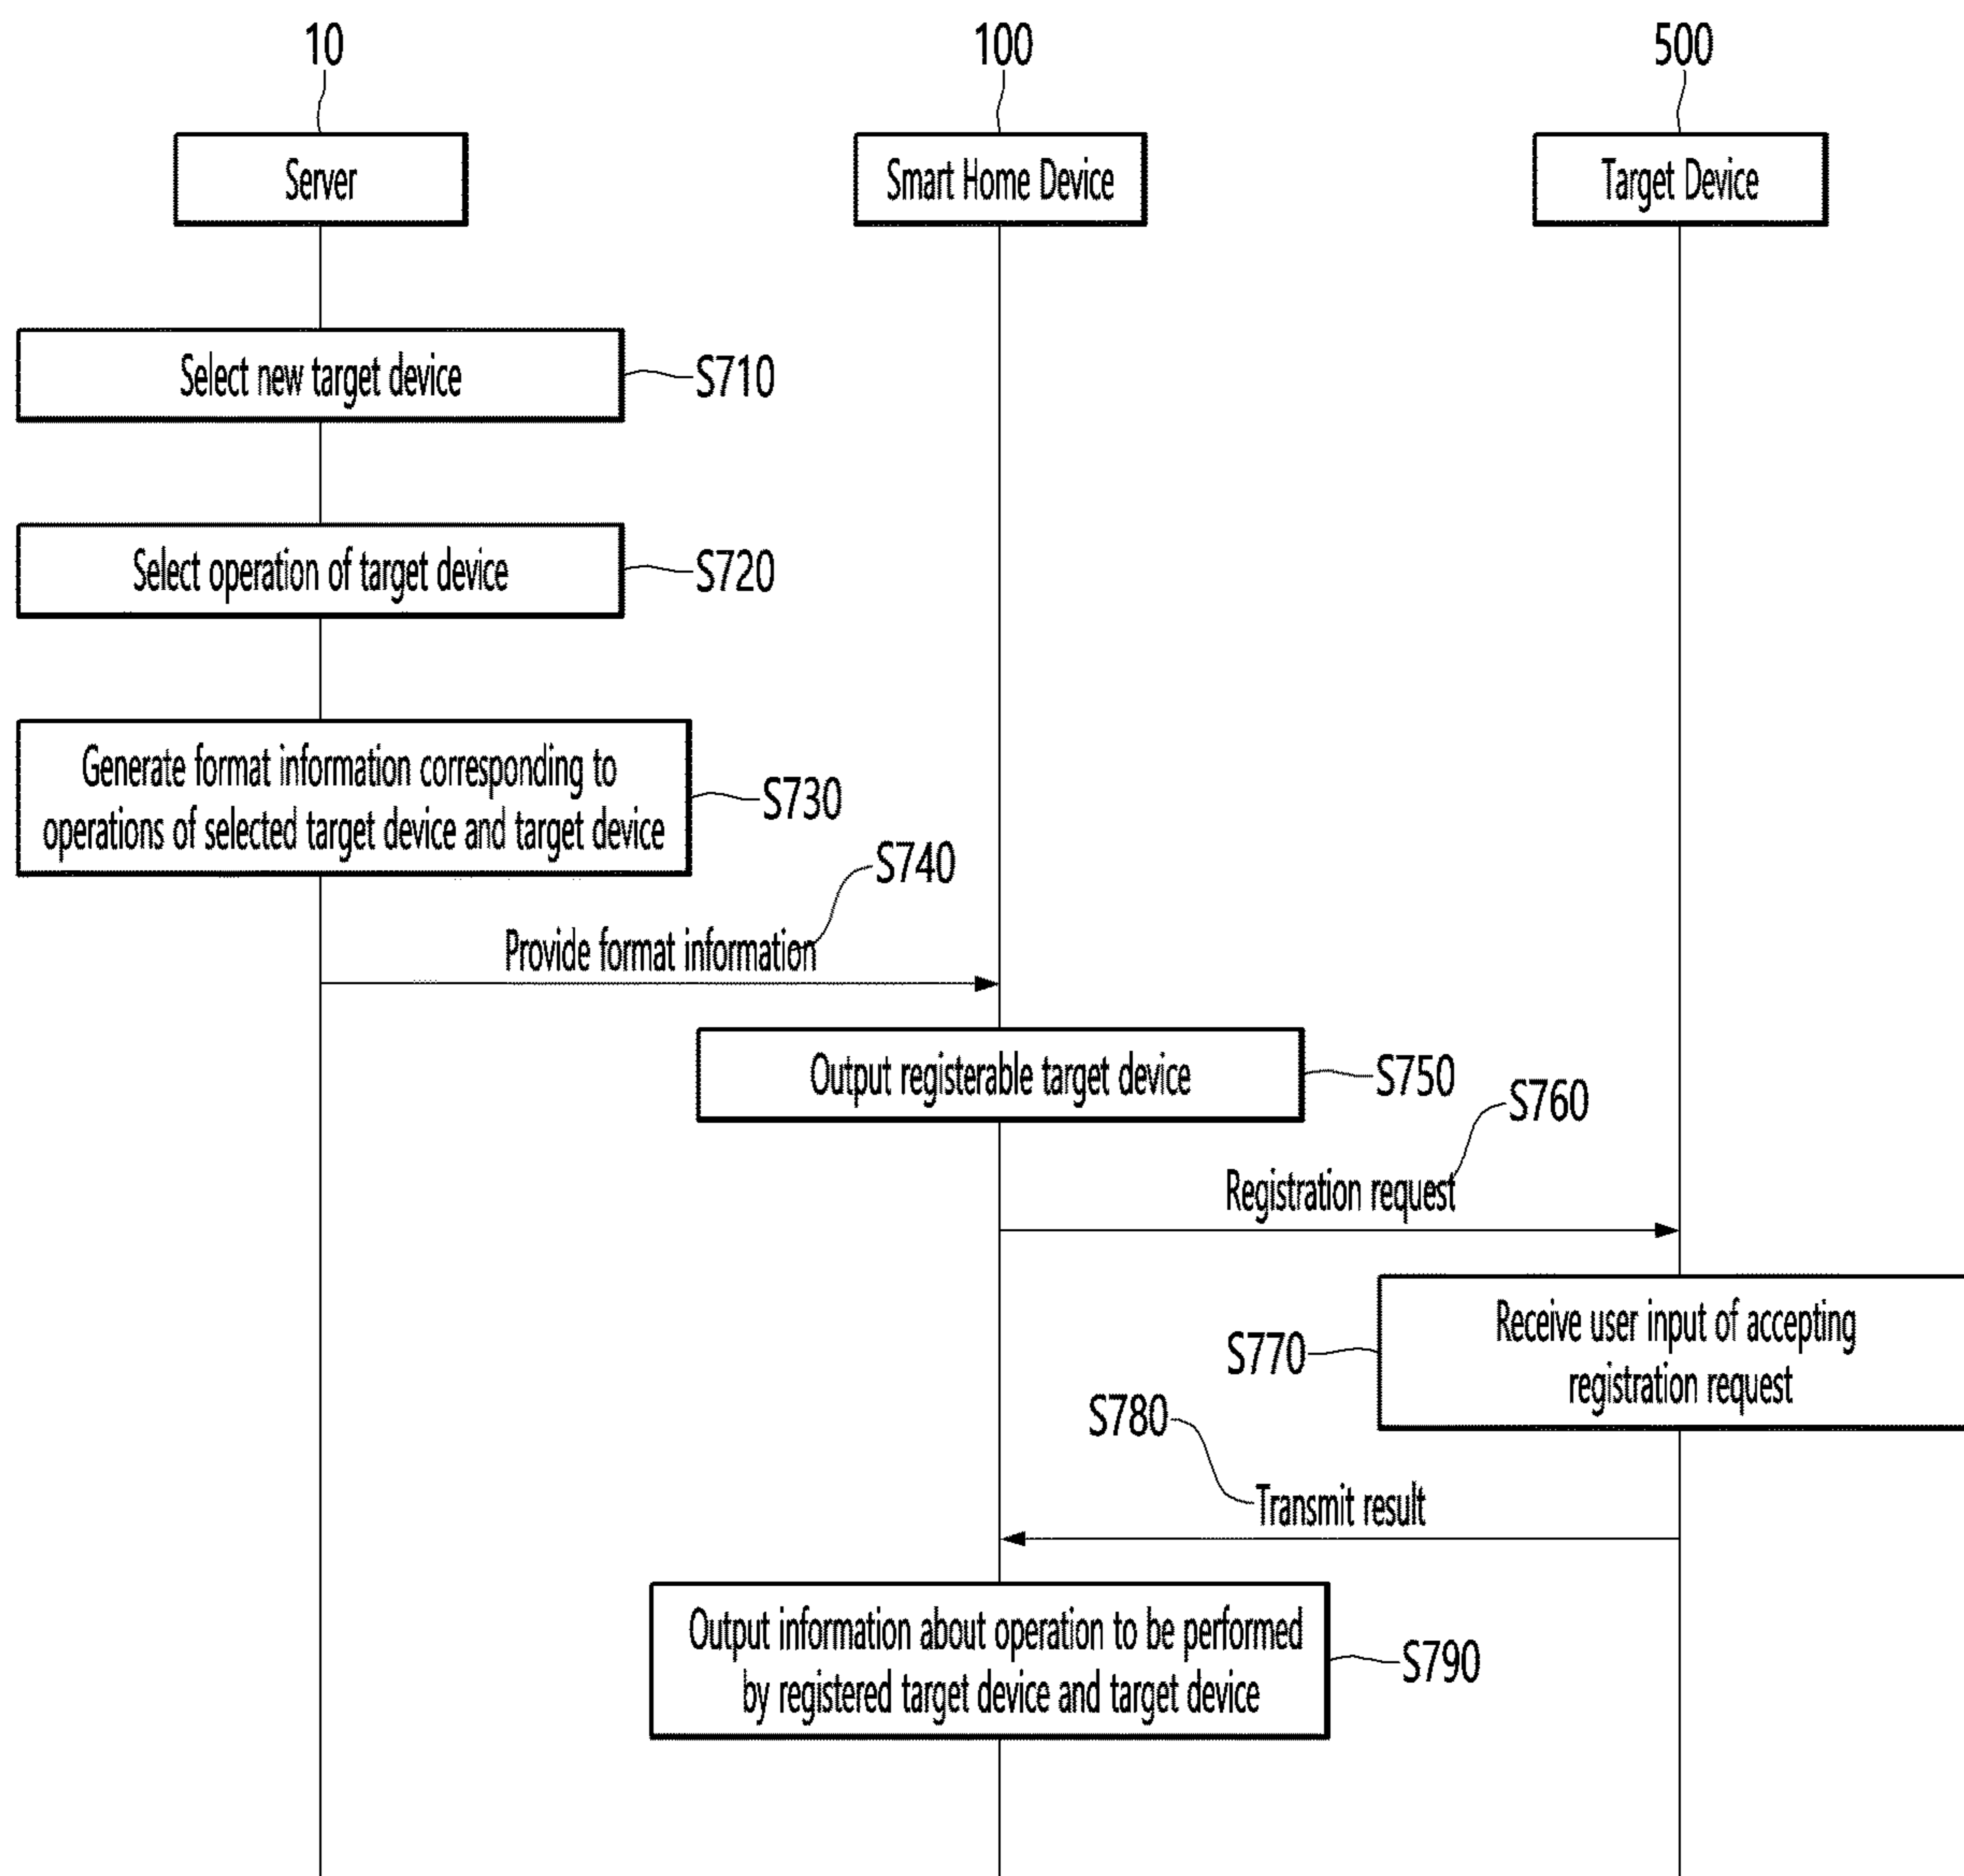 10
100
500
Server
Smart Home Device
Target Device
Select new target device
S710
Select operation of target device
S720
Generate format information corresponding to
operations of selected target device and target device
S730
S740
Provide format information
Output registerable target device
S750
S760
Registration request
Receive user input of accepting
registration request
S770
S780
Transmit result
Output information about operation to be performed
by registered target device and target device
S790